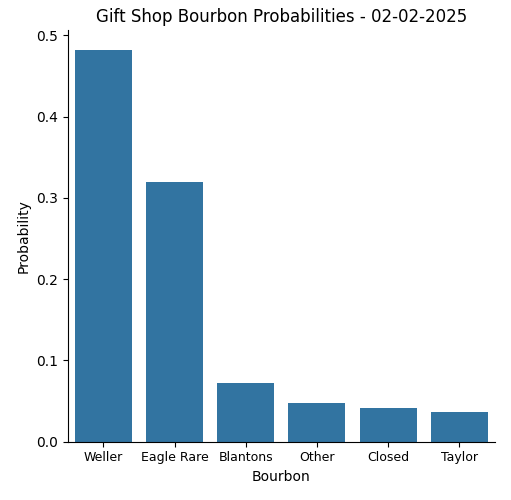 Gift Shop Bourbon Probabilities - 02-02-2025
0.5
0.4
0.3
0.2
0.1
0.0
Probability
Weller Eagle Rare Blantons Other Closed Taylor
Bourbon